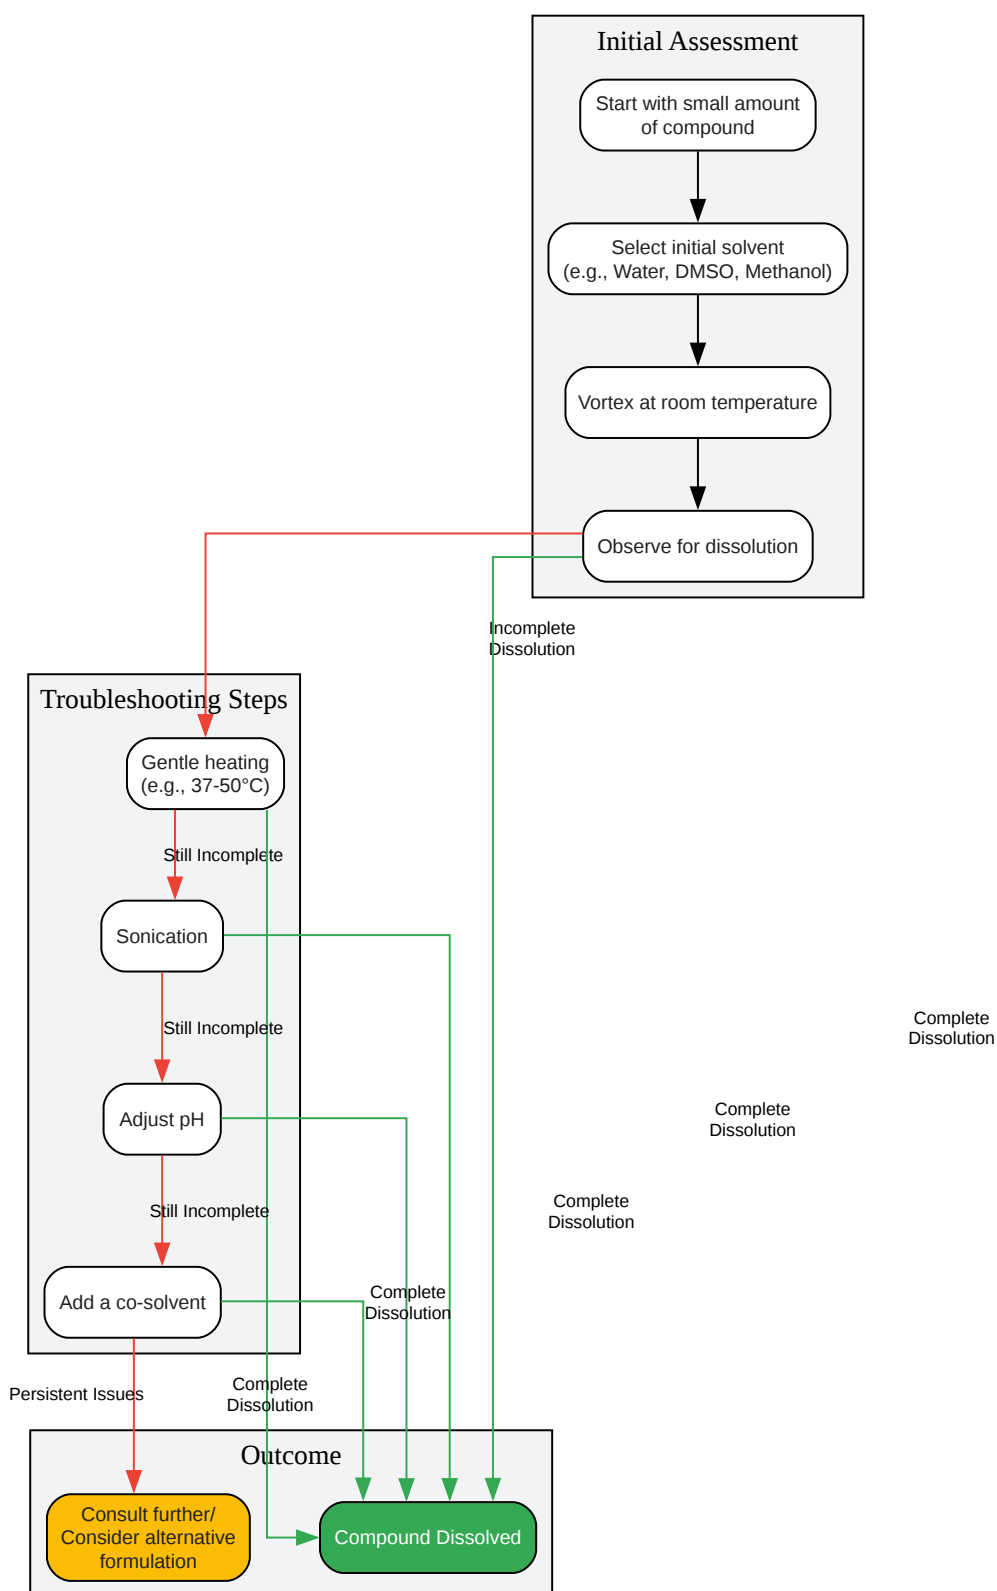 Initial Assessment
Start with small amount
of compound
Select initial solvent
(e.g., Water, DMSO, Methanol)
Vortex at room temperature
Observe for dissolution
Incomplete
Dissolution
Troubleshooting Steps
Gentle heating
(e.g., 37-50°C)
Still Incomplete
Sonication
Still Incomplete
Complete
Dissolution
Adjust pH
Complete
Dissolution
Still Incomplete
Complete
Dissolution
Add a co-solvent
Complete
Dissolution
Persistent Issues
Complete
Dissolution
Outcome
Consult further/
Consider alternative
formulation
Compound Dissolved